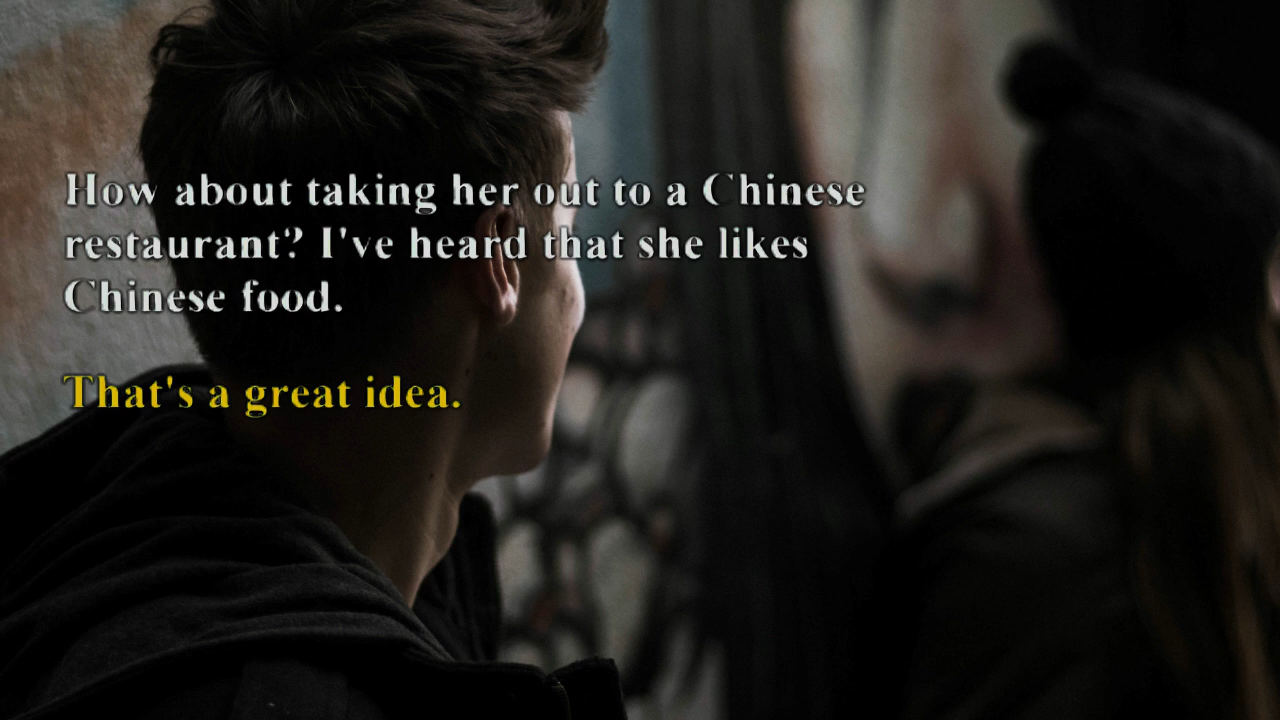 How about taking her out to a Chinese
restaurant? I've heard that she likes
Chinese food.
That's a great idea.